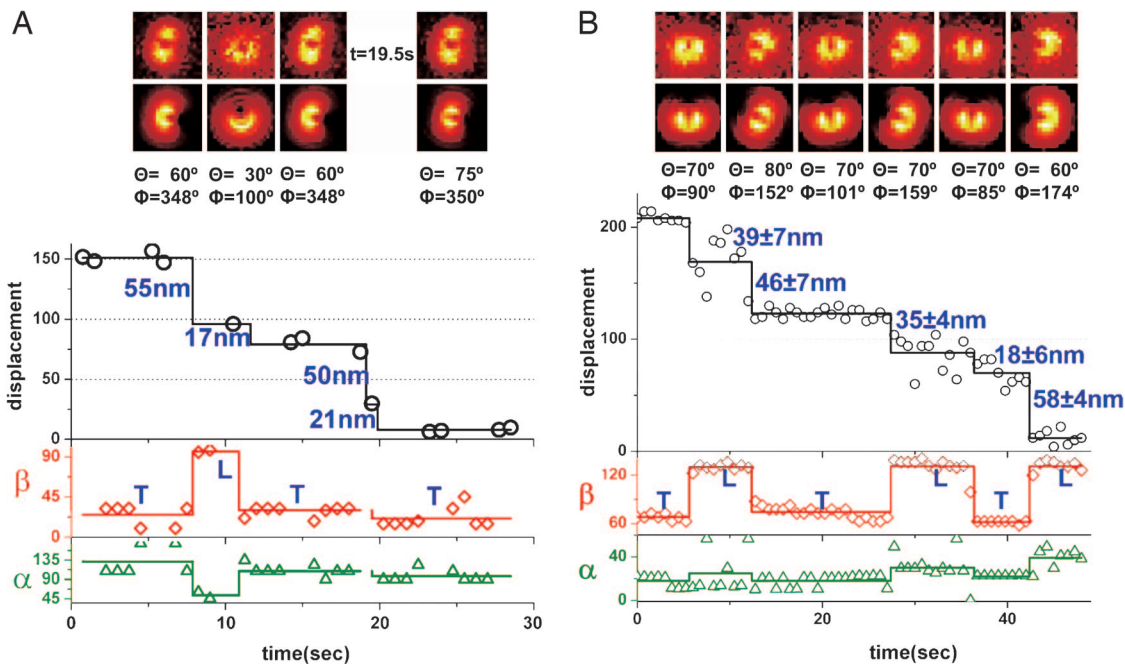 A
t=19.5s
Θ= 60º Θ= 30º Θ= 60º Θ= 75º
Φ=348º Φ=100º Φ=348º Φ=350º
displacement
150
100
50
0
55nm
17nm
50nm
21nm
β
90
45
0
T L T T
α
135
90
45
0 10 20 30
time(sec)
B
Θ=70º Θ= 80º Θ= 70º Θ= 70º Θ=70º Θ= 60º
Φ=90º Φ=152º Φ=101º Φ=159º Φ=85º Φ=174º
displacement
200
100
0
39±7nm
46±7nm
35±4nm
18±6nm
58±4nm
β
120
60
T L T L T L
α
40
0
0 20 40
time(sec)